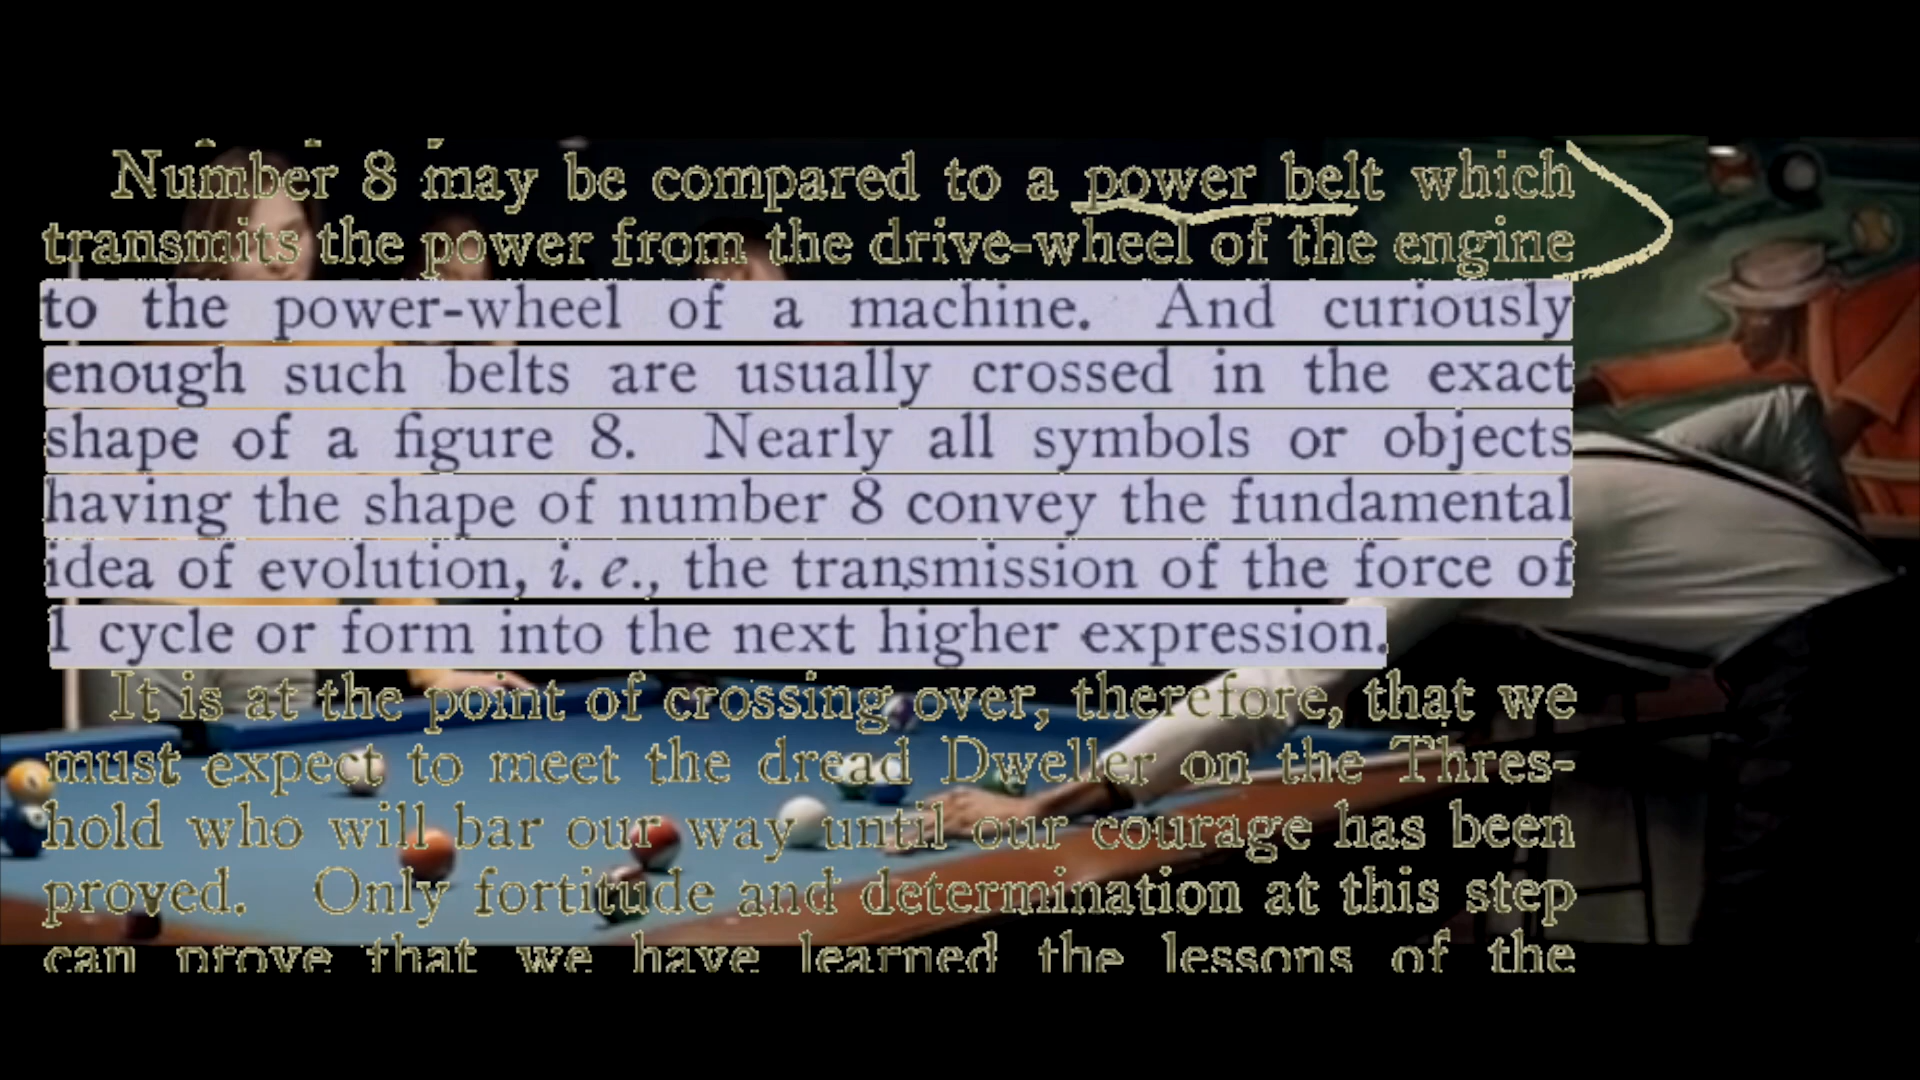 Number 8 may be compared to a power belt which
transmits the power from the drive-wheel of the engine
to the power-wheel of a machine. And curiously
enough such belts are usually crossed in the exact
shape of a figure 8. Nearly all symbols or objects
having the shape of number 8 convey the fundamental
idea of evolution, i. e., the transmission of the force of
1 cycle or form into the next higher expression.
It is at the point of crossing over, therefore, that we
must expect to meet the dread Dweller on the Thres-
hold who will bar our way until our courage has been
proved. Only fortitude and determination at this step
can prove that we have learned the lessons of the